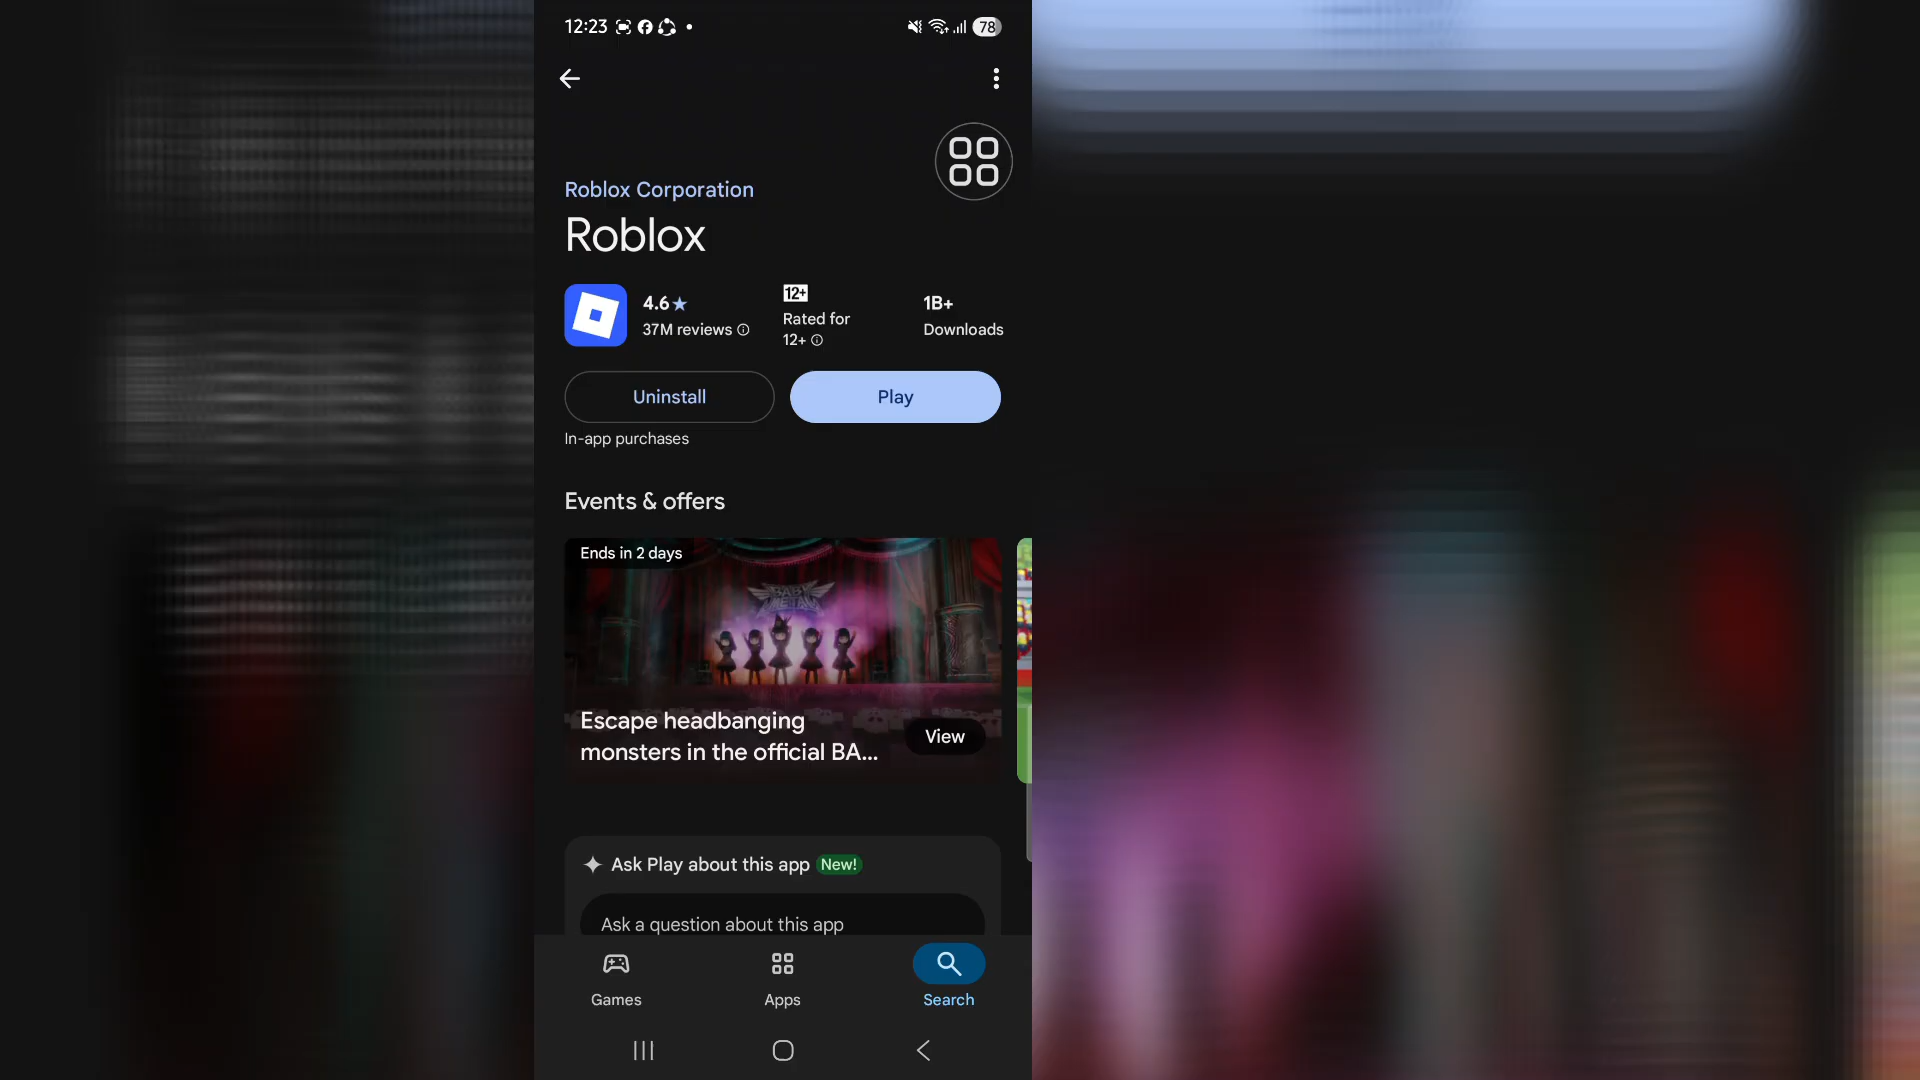 12:23
78
Roblox Corporation
Roblox
4.6★
37M reviews
12+
Rated for
12+
1B+
Downloads
Uninstall
Play
In-app purchases
Events & offers
Ends in 2 days
BABYMETAL
Escape headbanging
monsters in the official BA...
View
Ask Play about this app New!
Ask a question about this app
Games
Apps
Search